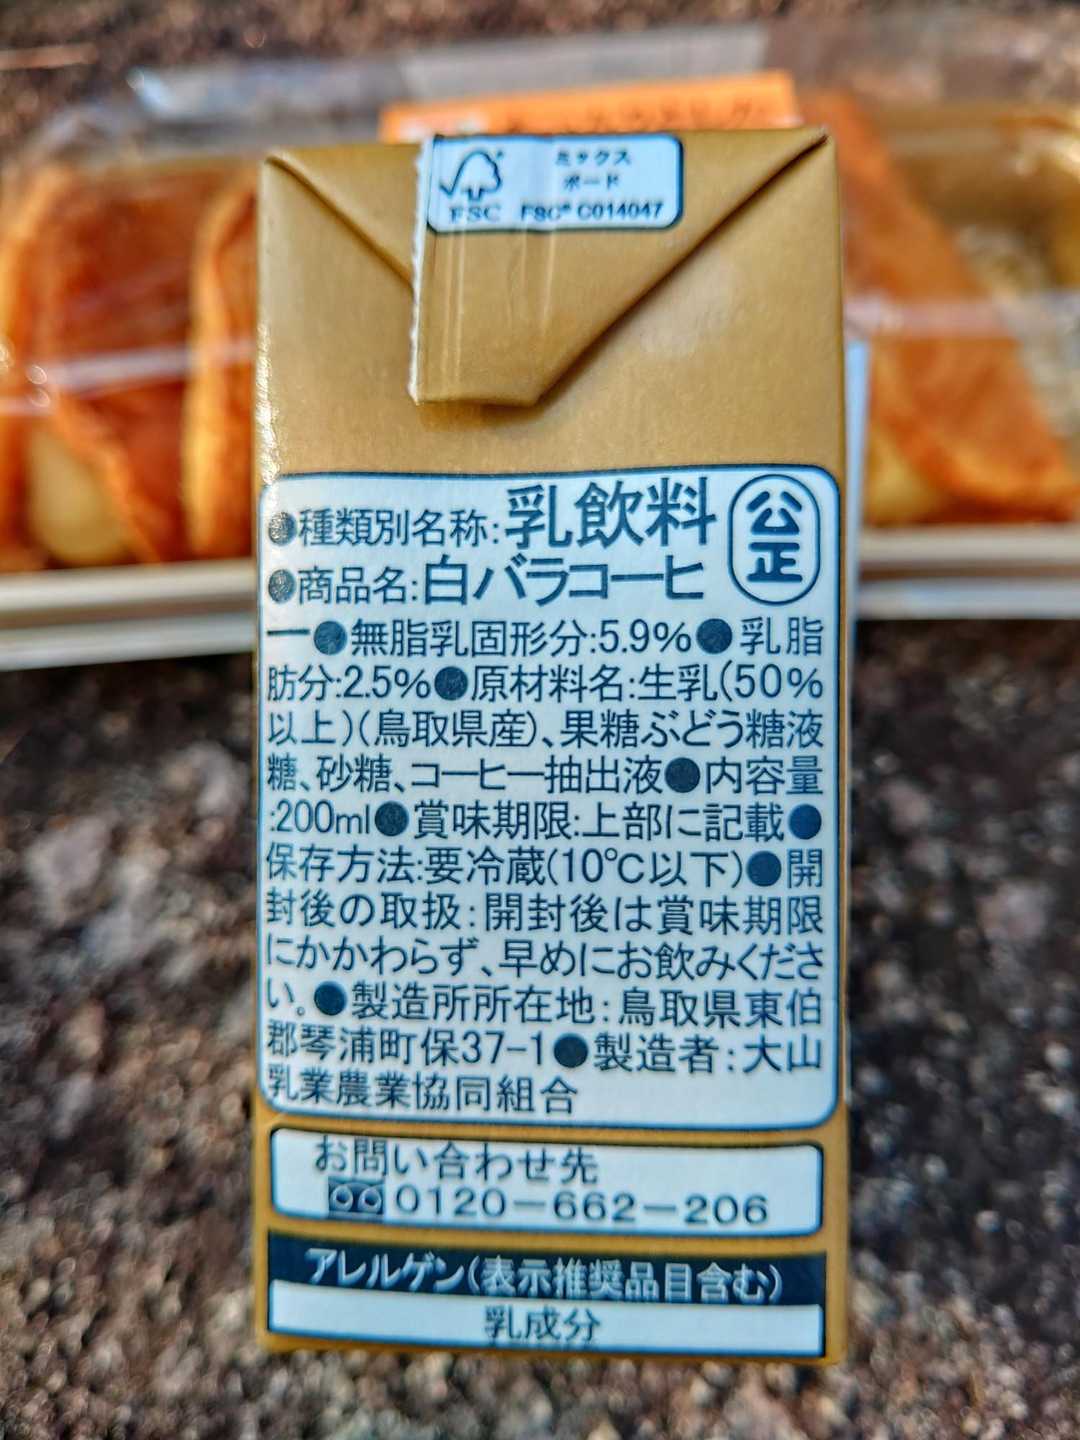 ミックス
ボード
FSC FSC® C014047
●種類別名称:乳飲料
公正
●商品名:白バラコーヒ
ー●無脂乳固形分:5.9%●乳脂
肪分:2.5%●原材料名:生乳(50%
以上)(鳥取県産)、果糖ぶどう糖液
糖、砂糖、コーヒー抽出液●内容量
:200ml●賞味期限:上部に記載●
保存方法:要冷蔵(10℃以下)●開
封後の取扱:開封後は賞味期限
にかかわらず、早めにお飲みくださ
い。●製造所所在地:鳥取県東伯
郡琴浦町保37-1●製造者:大山
乳業農業協同組合
お問い合わせ先
0120-662-206
アレルゲン(表示推奨品目含む)
乳成分